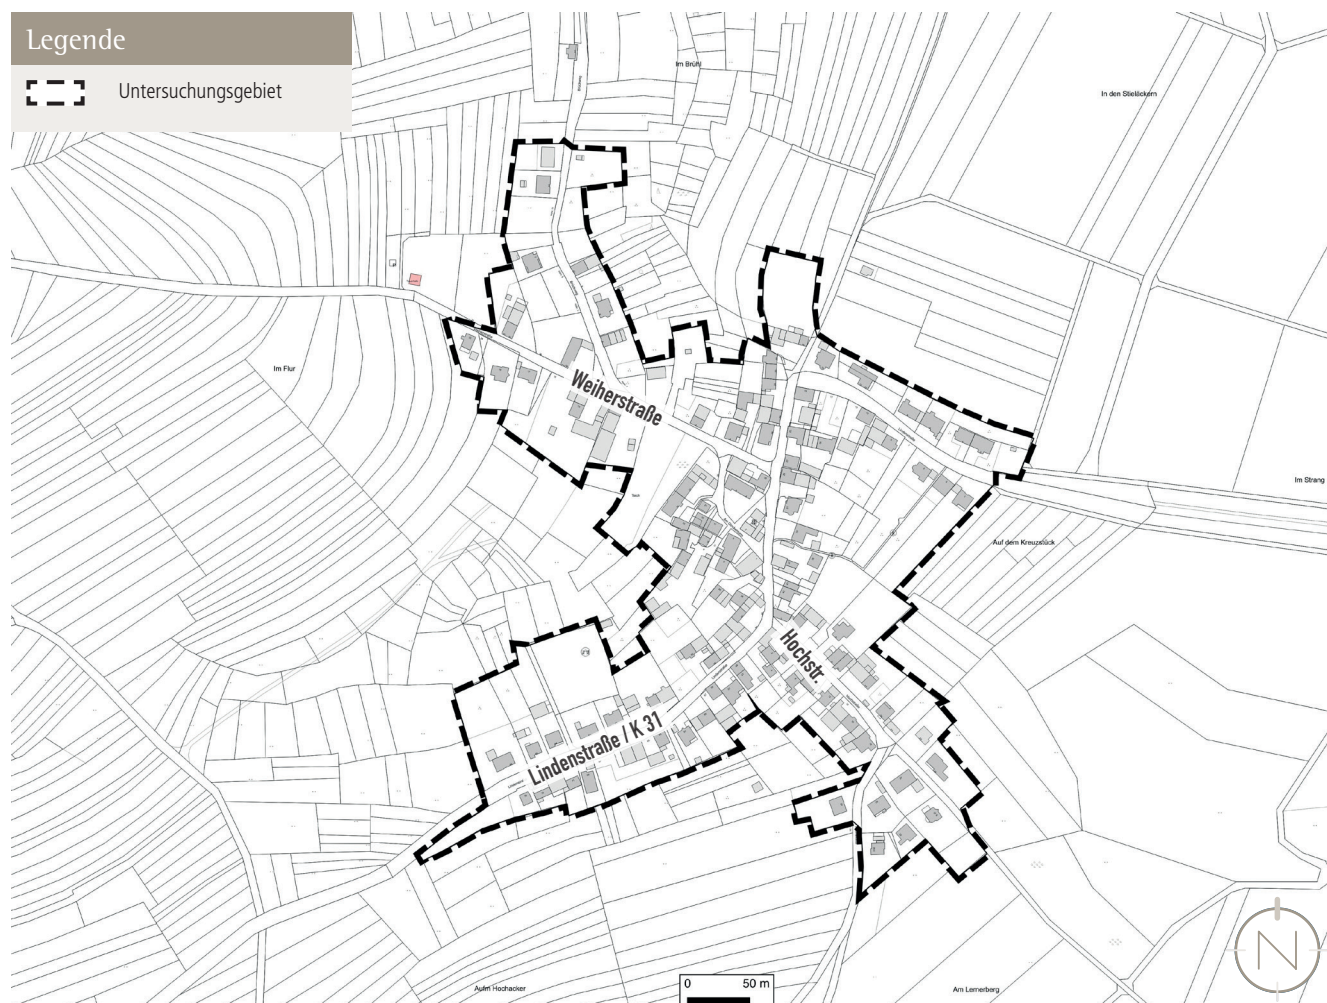 Legende
Untersuchungsgebiet
Im Brühl
In den Stieläckern
Im Flur
Weiherstraße
Im Strang
Auf dem Kreuzstück
Hochstr.
Lindenstraße / K 31
Aufm Hochacker
0 50 m
Am Lernerberg
N